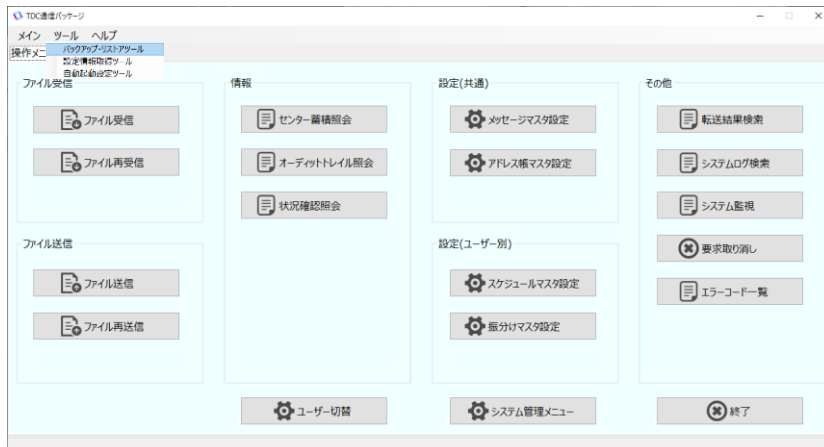 TDC通信パッケージ
メイン ツール ヘルプ
操作メニ
バックアップ・リストアツール
設定情報取得ツール
自動起動設定ツール
ファイル受信
ファイル受信
ファイル再受信
ファイル送信
ファイル送信
ファイル再送信
情報
センター蓄積照会
オーディットトレイル照会
状況確認照会
設定(共通)
メッセージマスタ設定
アドレス帳マスタ設定
設定(ユーザー別)
スケジュールマスタ設定
振分けマスタ設定
その他
転送結果検索
システムログ検索
システム監視
要求取り消し
エラーコード一覧
ユーザー切替
システム管理メニュー
終了